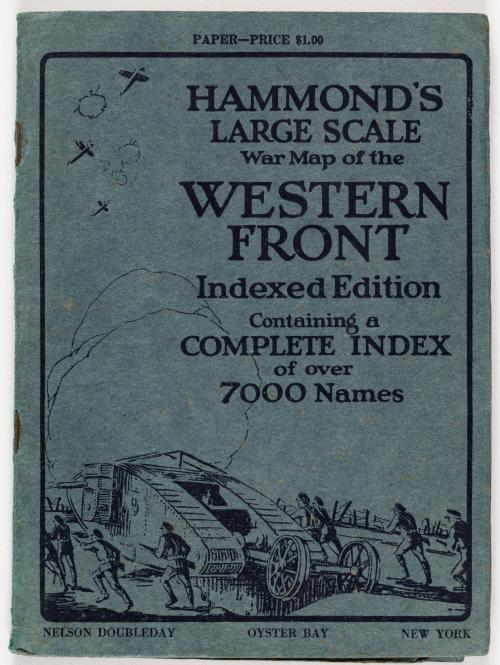 PAPER—PRICE $1.00
HAMMOND'S
LARGE SCALE
War Map of the
WESTERN
FRONT
Indexed Edition
Containing a
COMPLETE INDEX
of over
7000 Names
NELSON DOUBLEDAY OYSTER BAY NEW YORK